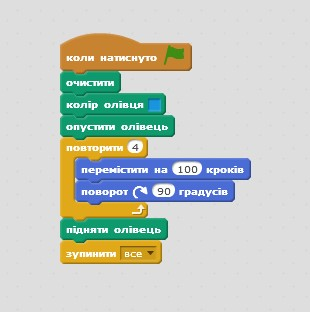 коли натиснуто
очистити
колір олівця
опустити олівець
повторити 4
перемістити на 100 кроків
поворот 90 градусів
підняти олівець
зупинити все